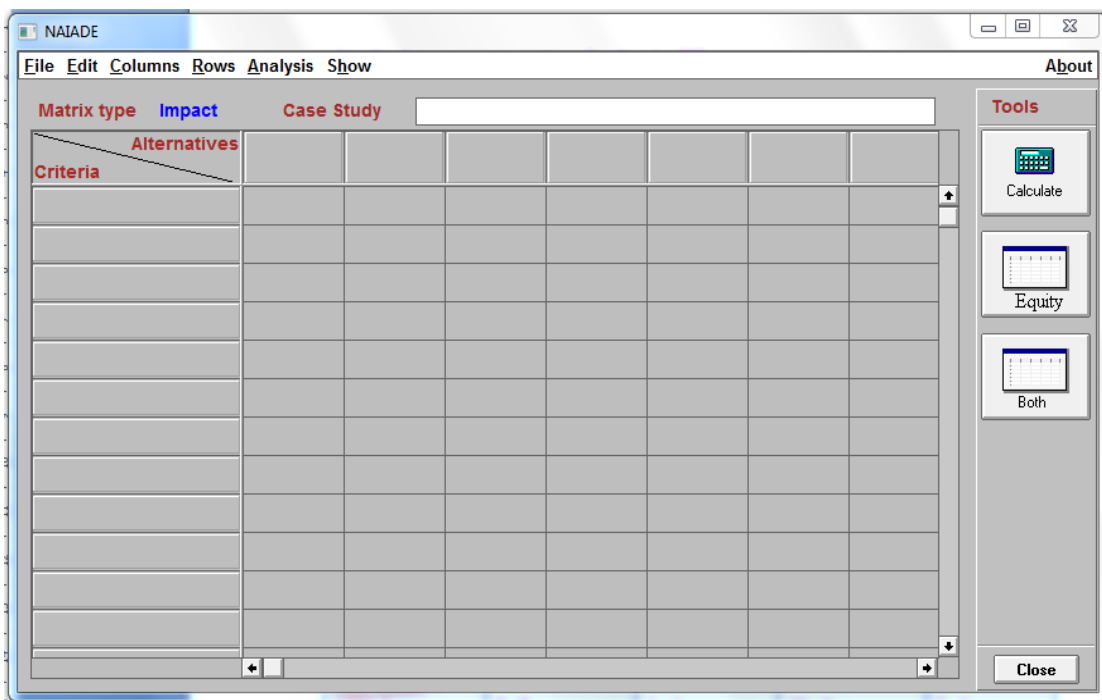 NAIADE
File Edit Columns Rows Analysis Show About
Matrix type Impact Case Study
Tools
Alternatives
Criteria
Calculate
Equity
Both
Close